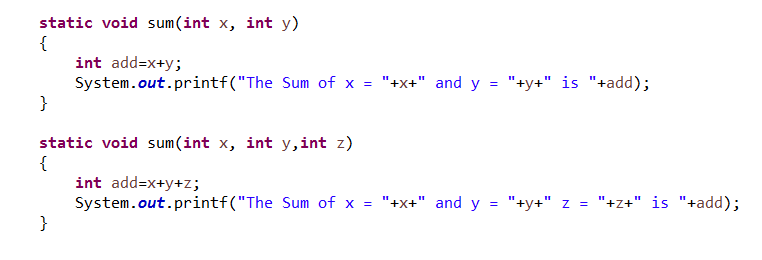 static void sum(int x, int y)
{
int add=x+y;
System.out.printf("The Sum of x = "+x+" and y = "+y+" is "+add);
}
static void sum(int x, int y,int z)
{
int add=x+y+z;
System.out.printf("The Sum of x = "+x+" and y = "+y+" z = "+z+" is "+add);
}